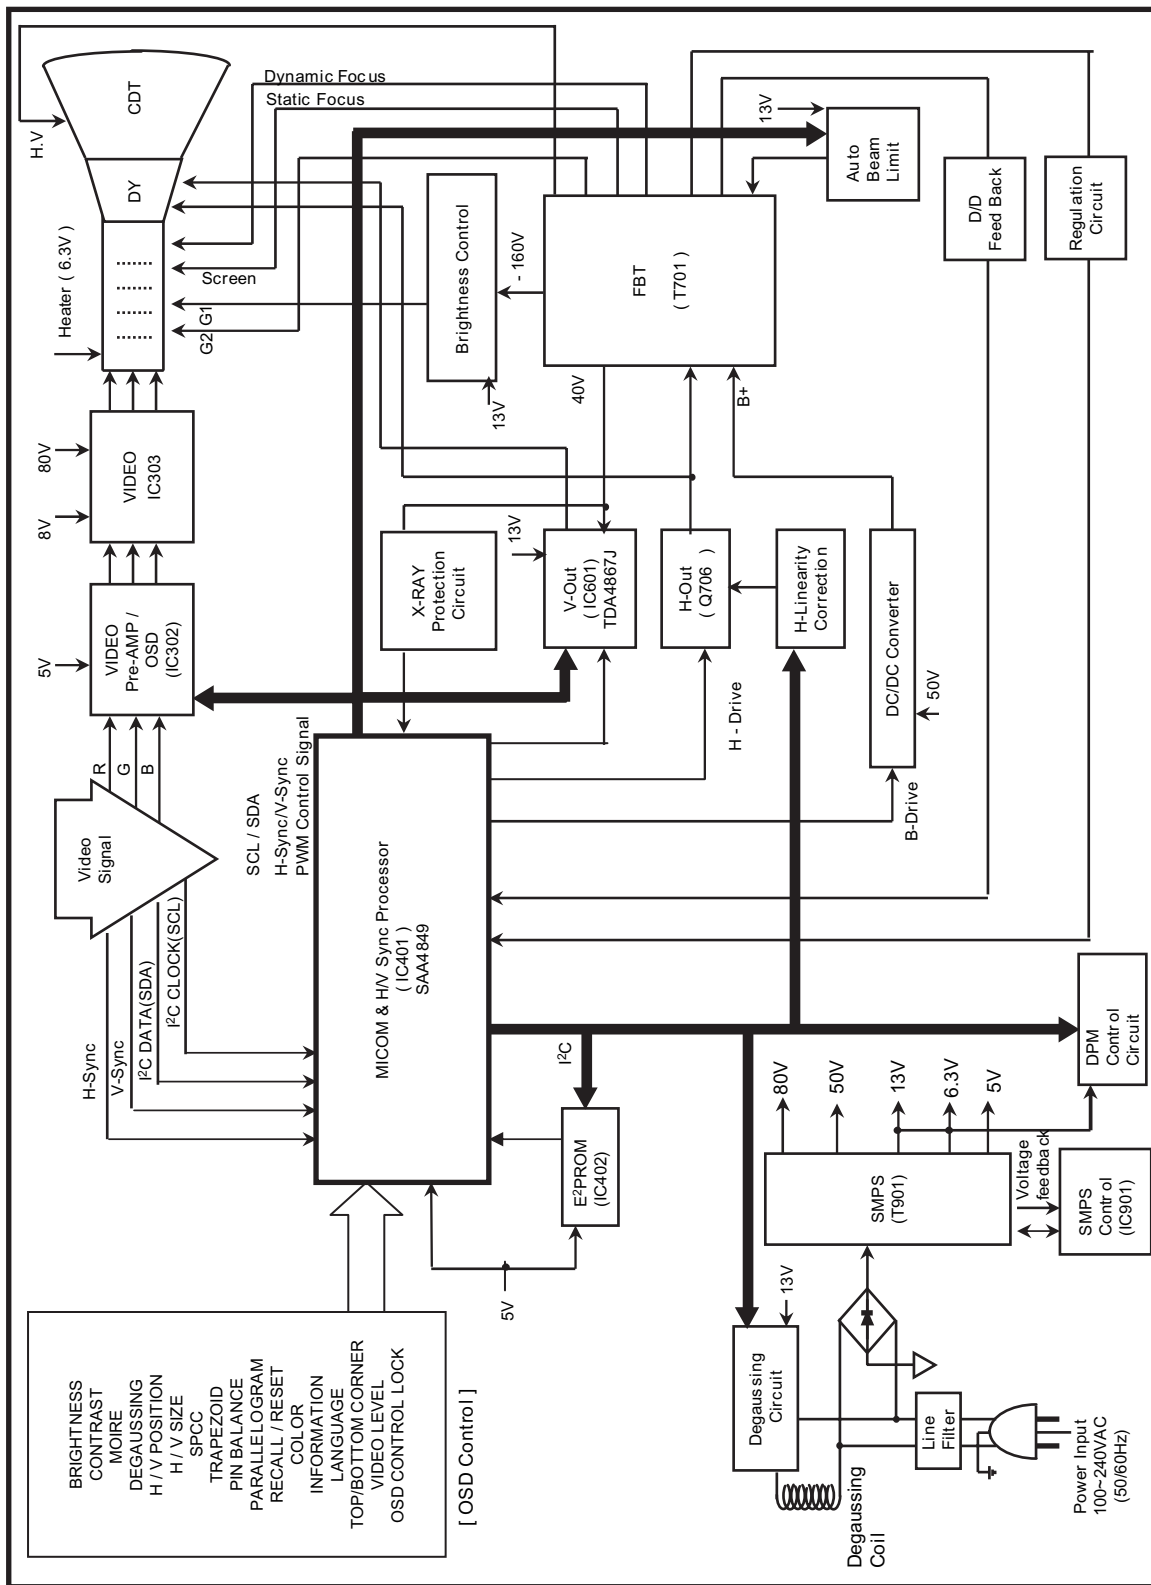 BRIGHTNESS
CONTRAST
MOIRE
DEGAUSSING
H / V POSITION
H / V SIZE
SPCC
TRAPEZOID
PIN BALANCE
PARALLELOGRAM
RECALL / RESET
COLOR
INFORMATION
LANGUAGE
TOP/BOTTOM CORNER
VIDEO LEVEL
OSD CONTROL LOCK
[ OSD Control ]
H-Sync
V-Sync
I²C DATA(SDA)
I²C CLOCK(SCL)
Video
Signal
R
G
B
5V
VIDEO
Pre-AMP /
OSD
(IC302)
8V
80V
VIDEO
IC303
Heater ( 6.3V )
H.V
DY
CDT
G2
G1
Screen
Static Focus
Dynamic Focus
SCL / SDA
H-Sync/V-Sync
PWM Control Signal
MICOM & H/V Sync Processor
( IC401 )
SAA4849
5V
E²PROM
(IC402)
I²C
X-RAY
Protection
Circuit
13V
Brightness Control
- 160V
13V
V-Out
( IC601)
TDA4867J
40V
FBT
( T701)
H - Drive
H-Out
( Q706 )
B+
H-Linearity
Correction
B-Drive
DC/DC Converter
50V
13V
Auto
Beam
Limit
D/D
Feed Back
Regulation
Circuit
Degaussing
Circuit
13V
Degaussing
Coil
Line
Filter
Power Input
100~240VAC
(50/60Hz)
SMPS
(T901)
80V
50V
13V
6.3V
5V
Voltage
feedback
SMPS
Control
(IC901)
DPM
Control
Circuit